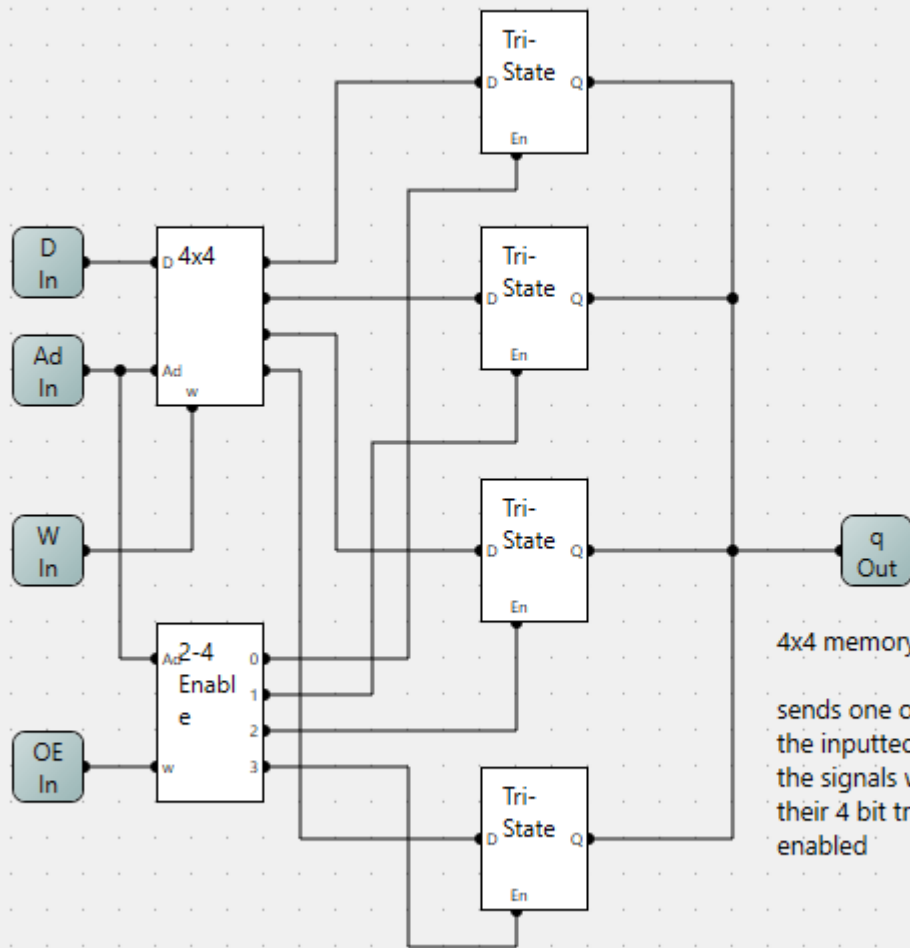 Tri-
State
D
Q
En
D
In
D
4x4
Ad
w
Ad
In
Tri-
State
D
Q
En
W
In
Tri-
State
D
Q
En
q
Out
Ad
2-4
Enabl
e
w
0
1
2
3
OE
In
4x4 memory
sends one
the inputted
the signals
their 4 bit
enabled
Tri-
State
D
Q
En